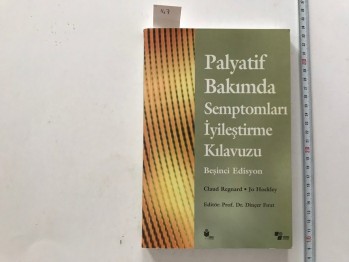 Palyatif
Bakımda
Semptomları
İyileştirme
Kılavuzu
Beşinci Edisyon
Claud Regnard • Jo Hockley
Editör: Prof. Dr. Dinçer Fırat